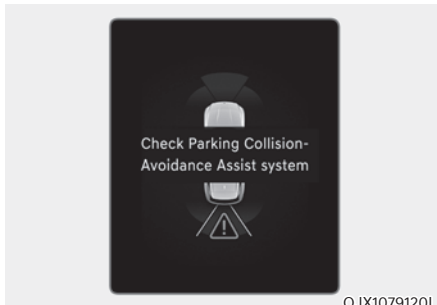 Check Parking Collision-
Avoidance Assist system
OJX1079120L